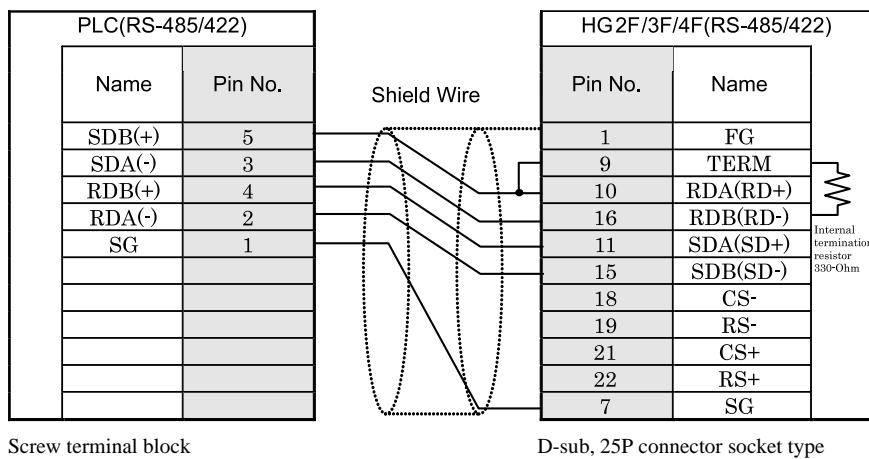 PLC(RS-485/422) HG2F/3F/4F(RS-485/422)
Name Pin No. Shield Wire Pin No. Name
SDB(+) 5 1 FG
SDA(-) 3 9 TERM
RDB(+) 4 10 RDA(RD+)
RDA(-) 2 16 RDB(RD-)
SG 1 11 SDA(SD+)
15 SDB(SD-)
18 CS-
19 RS-
21 CS+
22 RS+
7 SG
Internal
termination
resistor
330-Ohm
Screw terminal block D-sub, 25P connector socket type